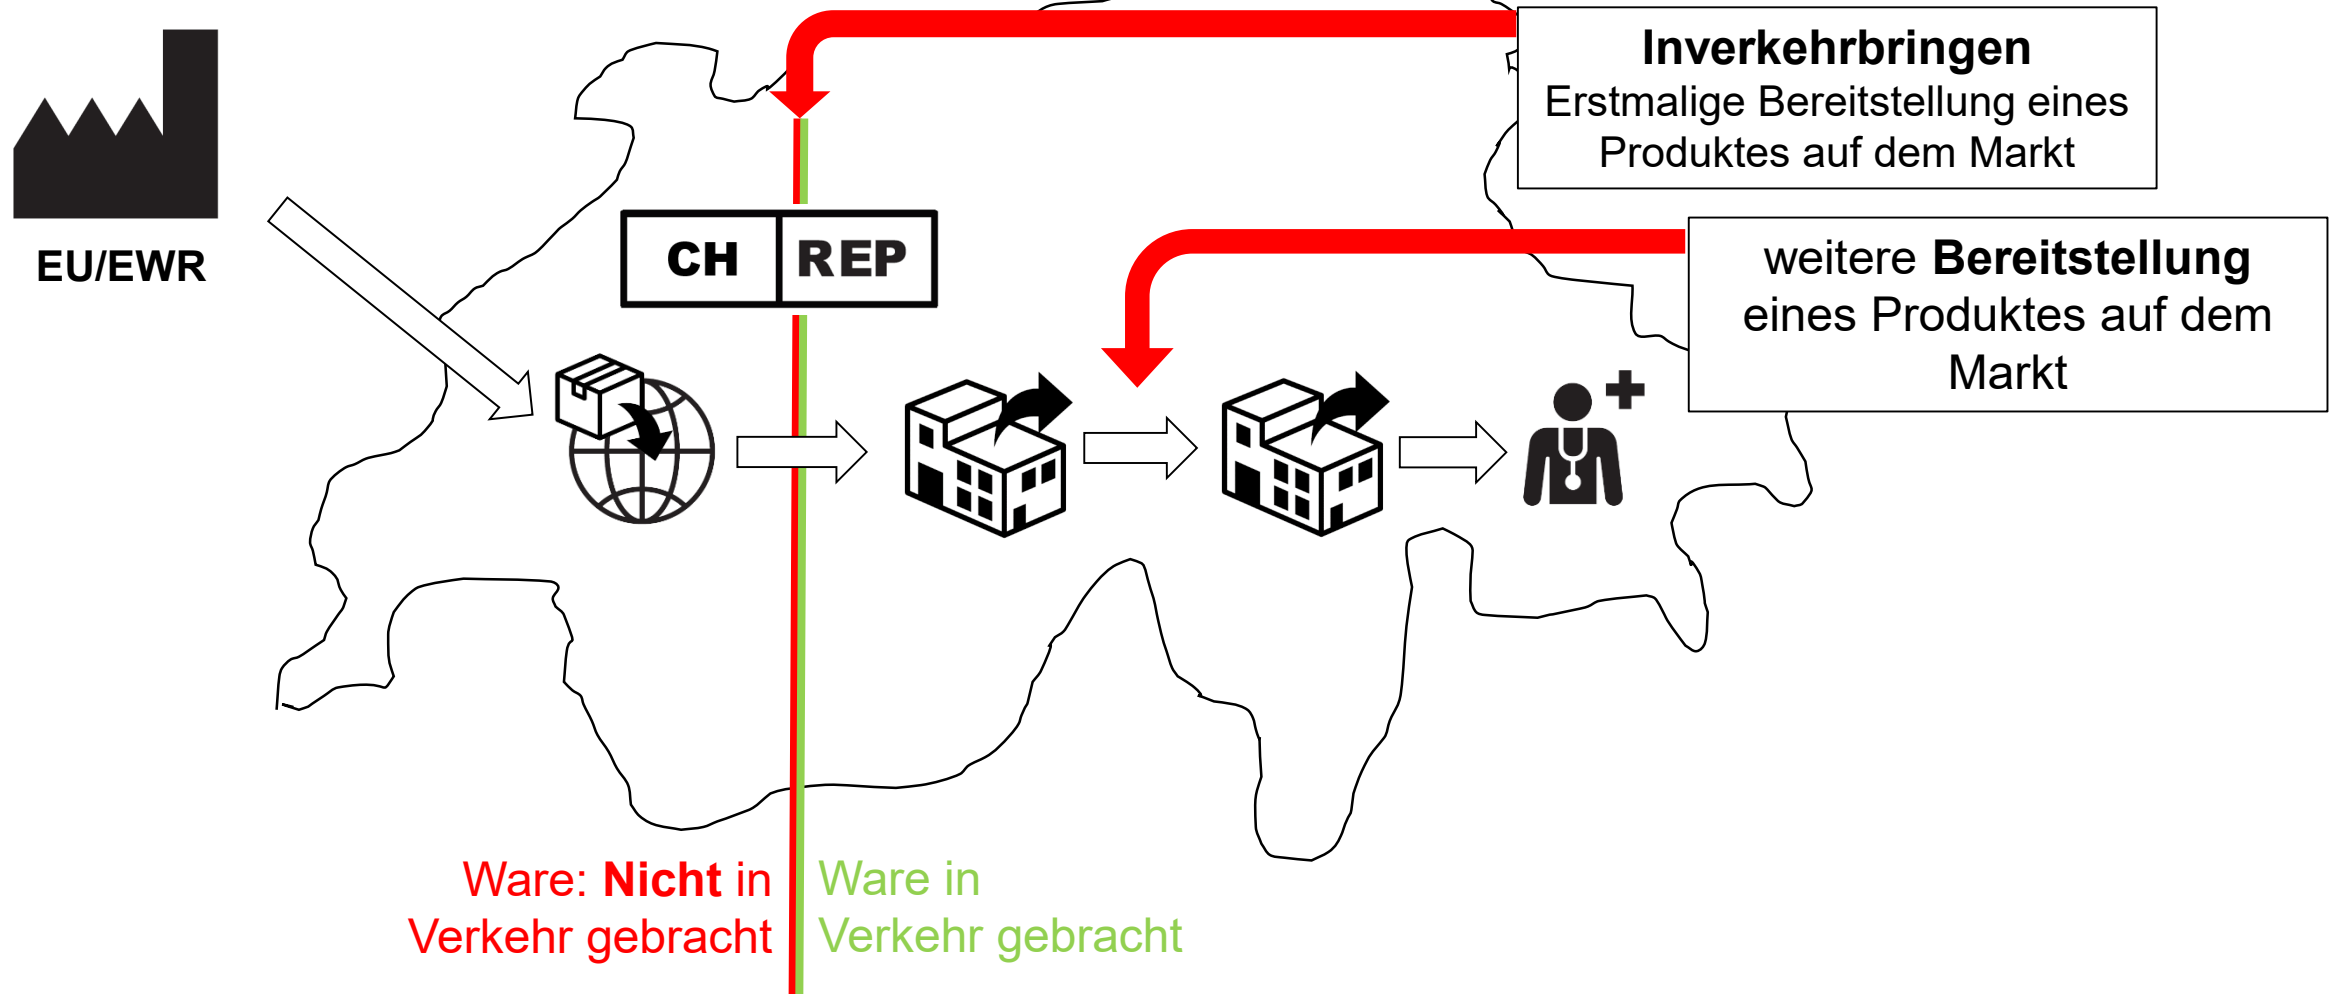 Inverkehrbringen
Erstmalige Bereitstellung eines
Produktes auf dem Markt
EU/EWR
CH REP
weitere Bereitstellung
eines Produktes auf dem
Markt
Ware: Nicht in
Verkehr gebracht
Ware in
Verkehr gebracht